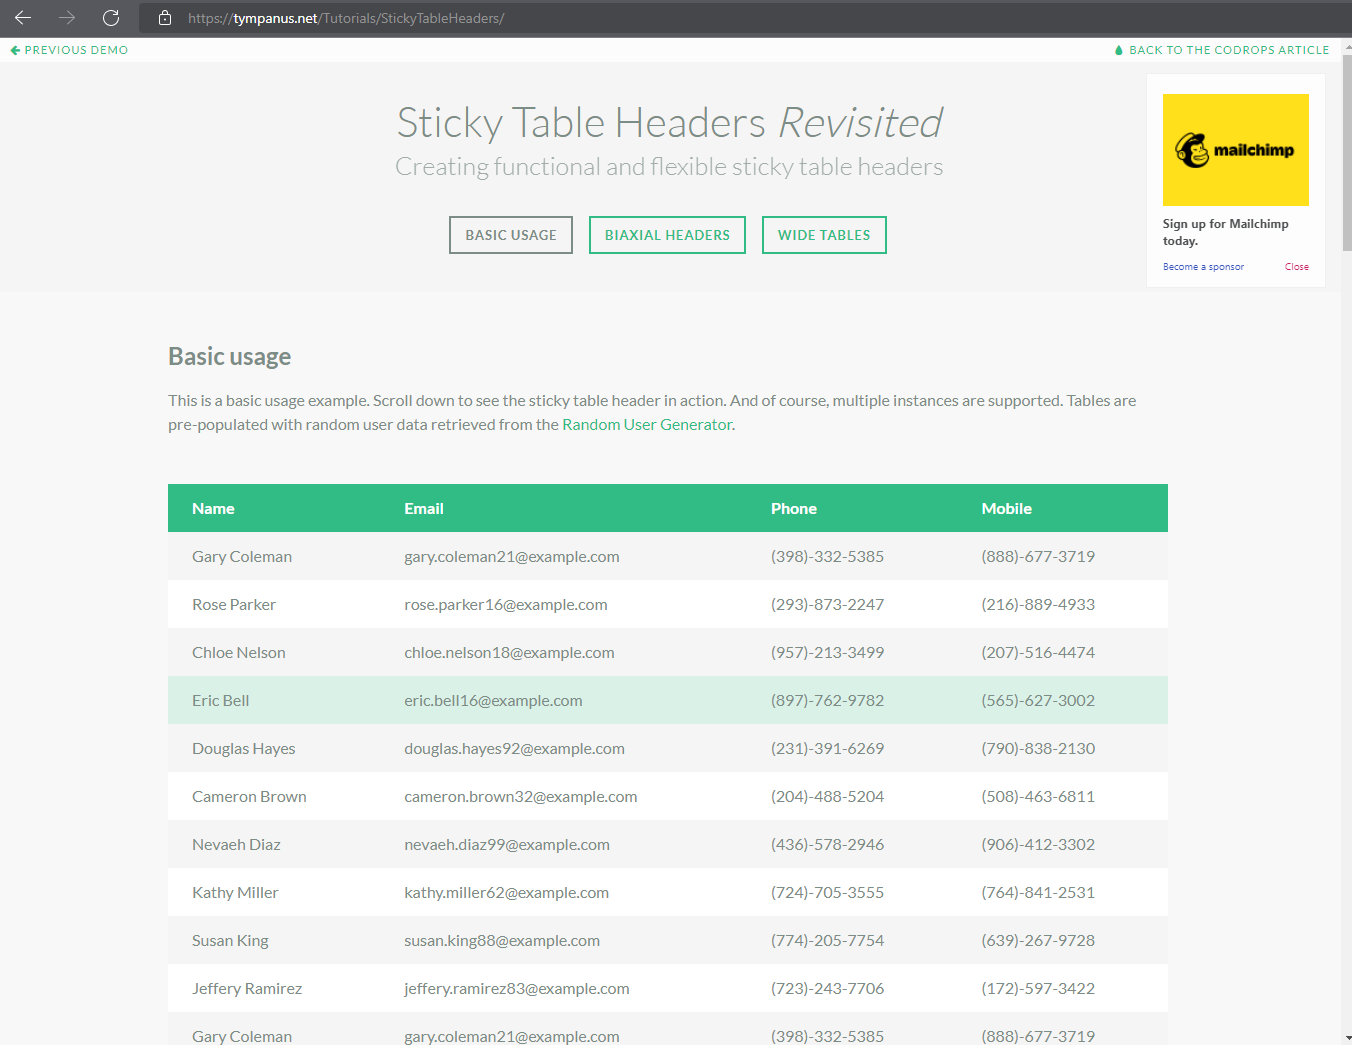 https://tympanus.net/Tutorials/StickyTableHeaders/
PREVIOUS DEMO
BACK TO THE CODROPS ARTICLE
Sticky Table Headers Revisited
Creating functional and flexible sticky table headers
BASIC USAGE BIAXIAL HEADERS WIDE TABLES
mailchimp
Sign up for Mailchimp
today.
Become a sponsor Close
Basic usage
This is a basic usage example. Scroll down to see the sticky table header in action. And of course, multiple instances are supported. Tables are
pre-populated with random user data retrieved from the Random User Generator.
Name Email Phone Mobile
Gary Coleman gary.coleman21@example.com (398)-332-5385 (888)-677-3719
Rose Parker rose.parker16@example.com (293)-873-2247 (216)-889-4933
Chloe Nelson chloe.nelson18@example.com (957)-213-3499 (207)-516-4474
Eric Bell eric.bell16@example.com (897)-762-9782 (565)-627-3002
Douglas Hayes douglas.hayes92@example.com (231)-391-6269 (790)-838-2130
Cameron Brown cameron.brown32@example.com (204)-488-5204 (508)-463-6811
Nevaeh Diaz nevaeh.diaz99@example.com (436)-578-2946 (906)-412-3302
Kathy Miller kathy.miller62@example.com (724)-705-3555 (764)-841-2531
Susan King susan.king88@example.com (774)-205-7754 (639)-267-9728
Jeffery Ramirez jeffery.ramirez83@example.com (723)-243-7706 (172)-597-3422
Gary Coleman gary.coleman21@example.com (398)-332-5385 (888)-677-3719